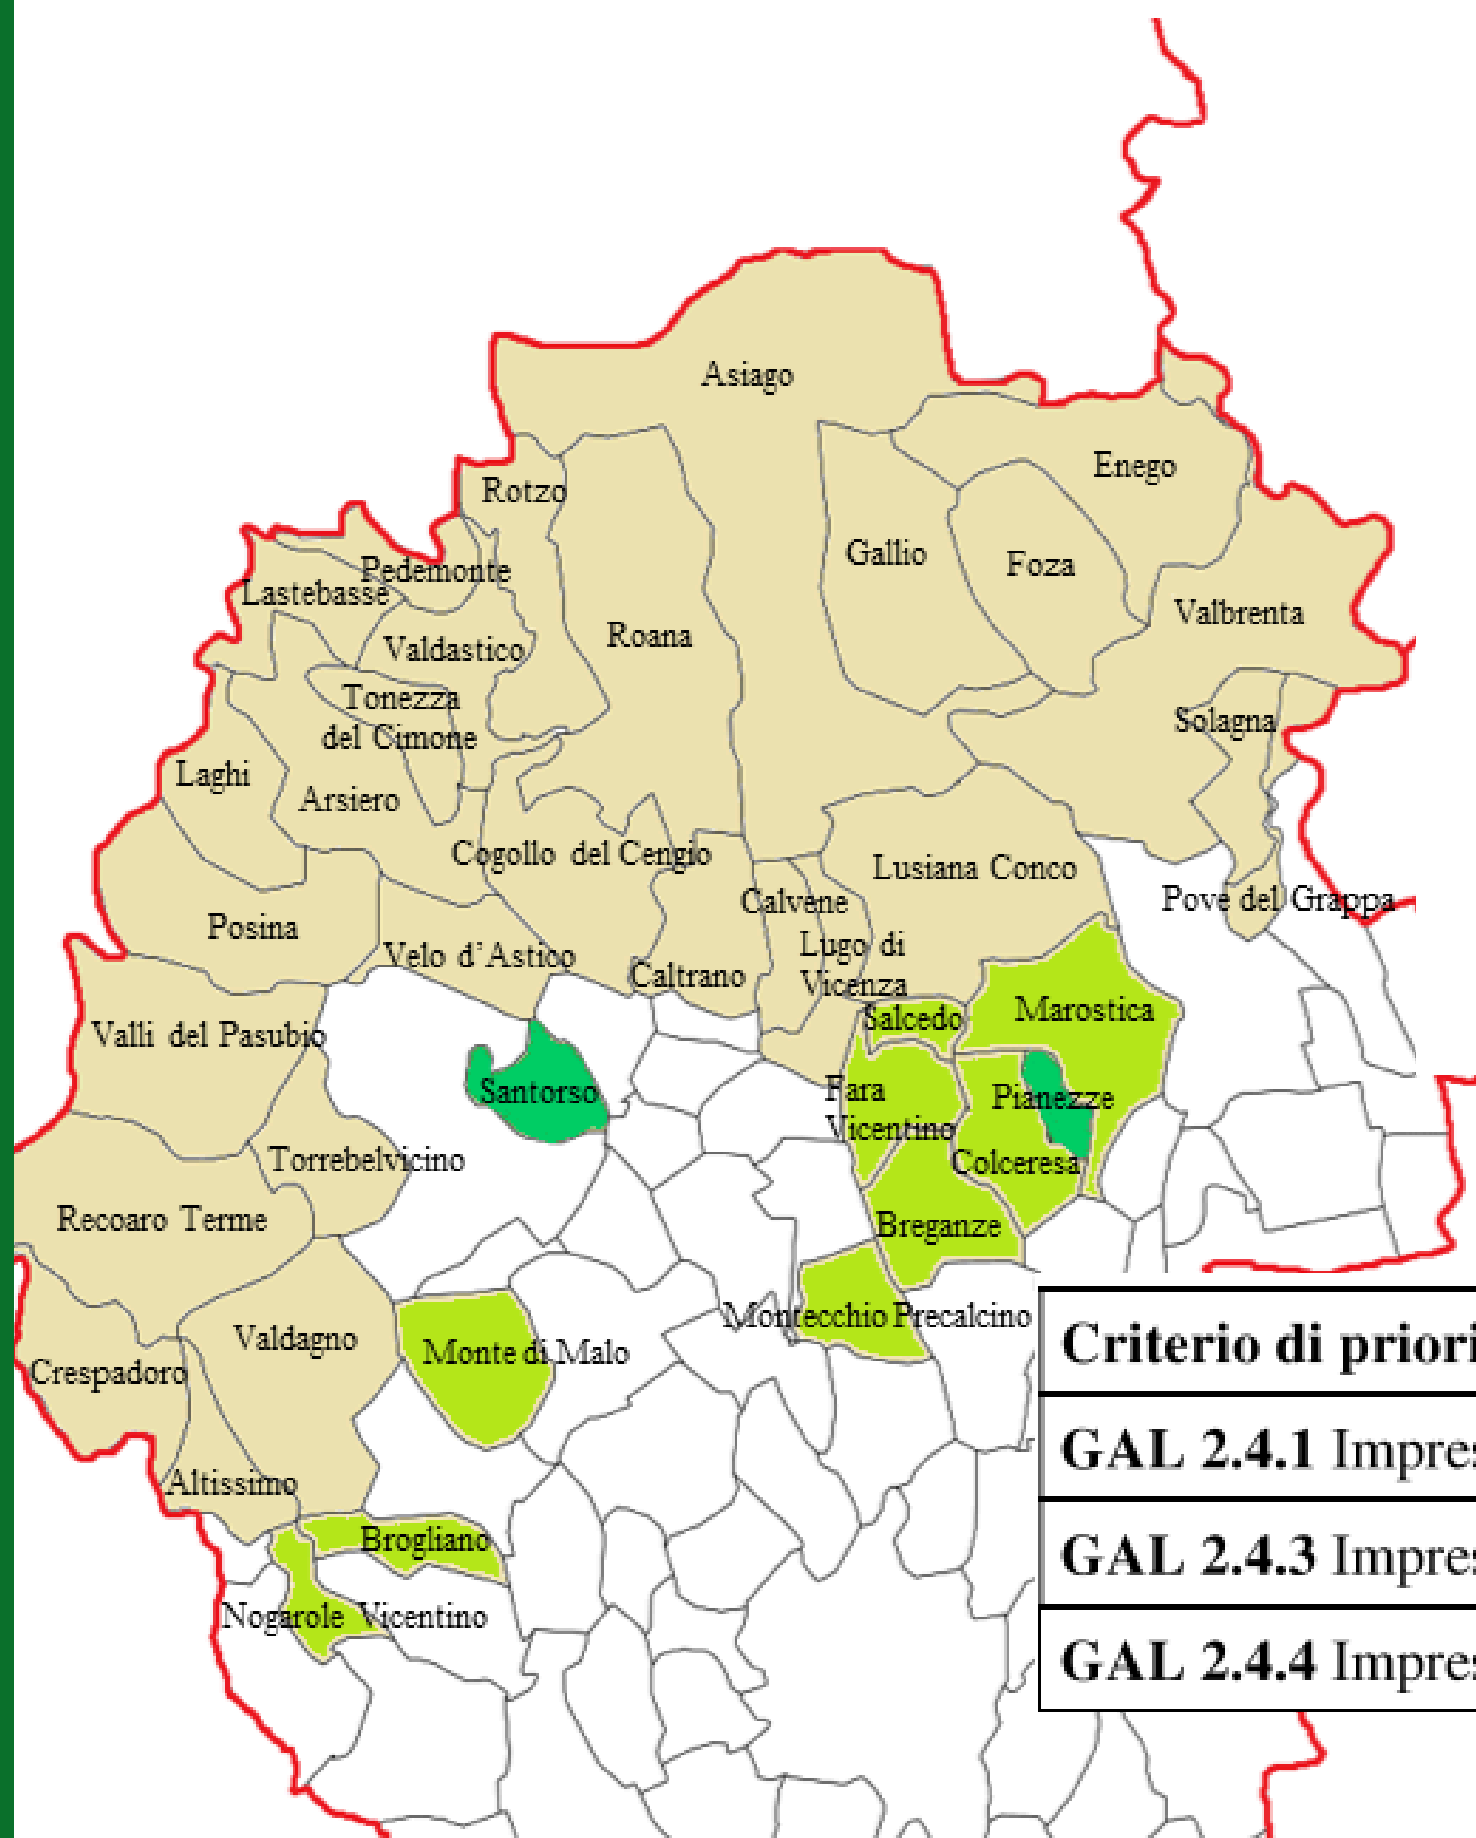 Asiago
Enego
Rotzo
Gallio
Foza
Pedemonte
Lastebasse
Valbrenta
Roana
Valdastico
Tonezza
del Cimone
Solagna
Laghi
Arsiero
Cogollo del Cengio
Lusiana Conco
Calvene
Pove del Grappa
Posina
Lugo di
Vicenza
Velo d'Astico
Caltrano
Marostica
Salcedo
Valli del Pasubio
Santorso
Fara
Vicentino
Pianezze
Torrebelvicino
Colceresa
Recoaro Terme
Breganze
Montecchio Precalcino
Valdagno
Monte di Malo
Crespadoro
Altissimo
Brogliano
Nogarole Vicentino
Criterio di priori
GAL 2.4.1 Impres
GAL 2.4.3 Impres
GAL 2.4.4 Impres